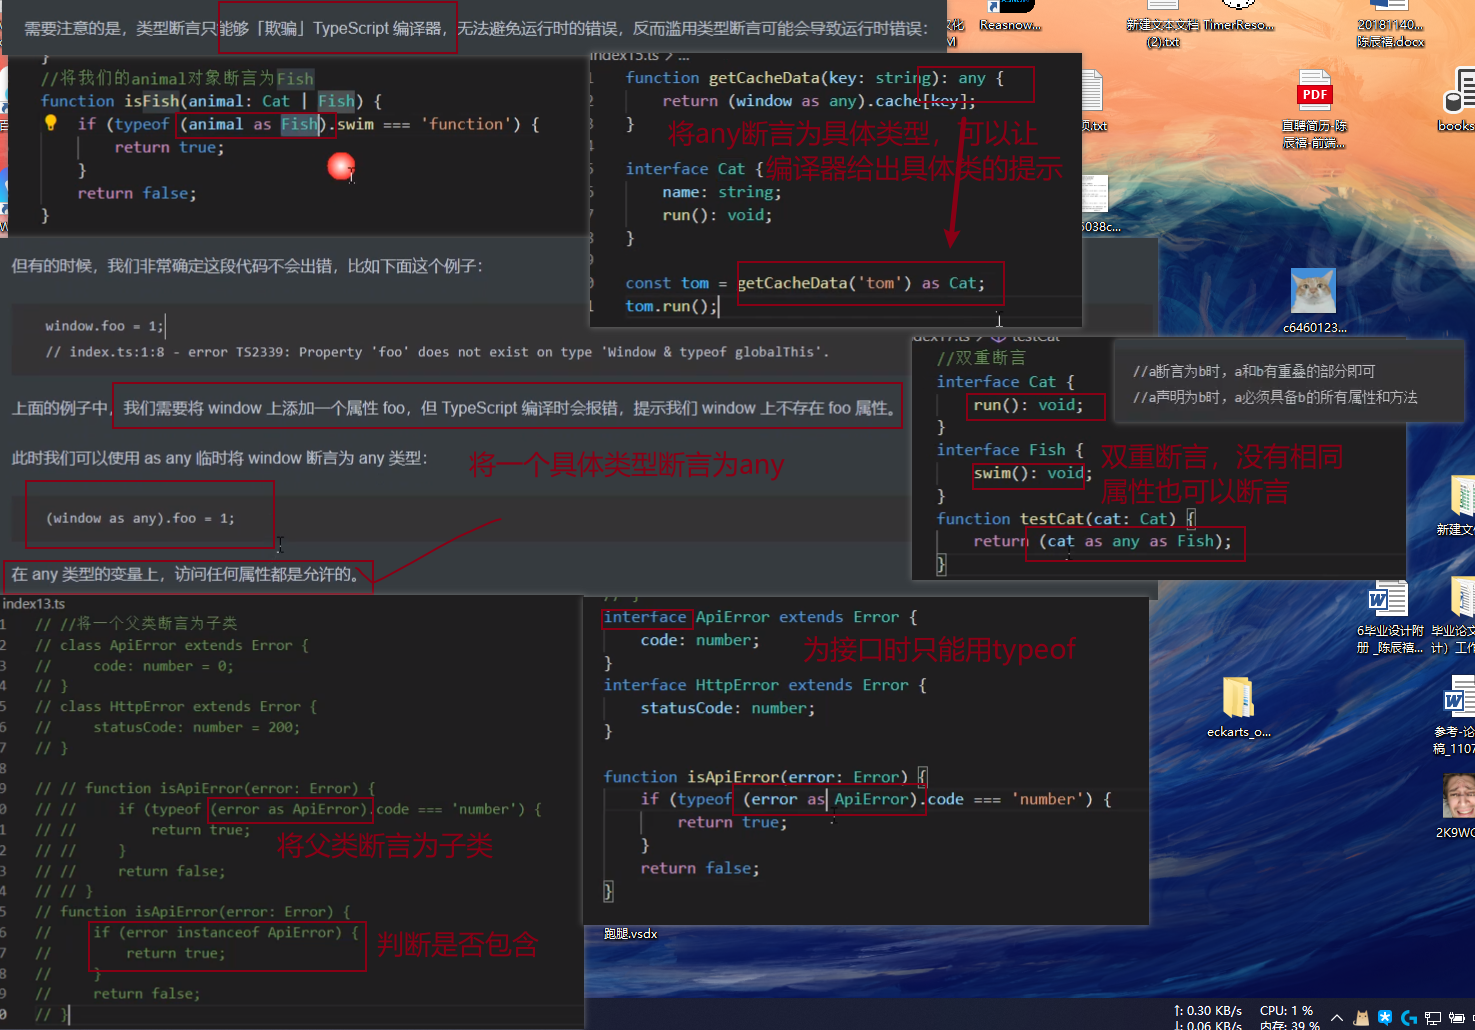 需要注意的是，类型断言只能够「欺骗」TypeScript 编译器，无法避免运行时的错误，反而滥用类型断言可能会导致运行时错误：
}
//将我们的animal对象断言为Fish
function isFish(animal: Cat | Fish) {
if (typeof (animal as Fish).swim === 'function') {
return true;
}
return false;
}
index15.ts > ...
function getCacheData(key: string): any {
return (window as any).cache[key];
}
将any断言为具体类型，可以让
编译器给出具体类的提示
interface Cat {
name: string;
run(): void;
}
const tom = getCacheData('tom') as Cat;
tom.run();
但有的时候，我们非常确定这段代码不会出错，比如下面这个例子：
window.foo = 1;
// index.ts:1:8 - error TS2339: Property 'foo' does not exist on type 'Window & typeof globalThis'.
上面的例子中，我们需要将 window 上添加一个属性 foo，但 TypeScript 编译时会报错，提示我们 window 上不存在 foo 属性。
此时我们可以使用 as any 临时将 window 断言为 any 类型：
将一个具体类型断言为any
(window as any).foo = 1;
在 any 类型的变量上，访问任何属性都是允许的。
testCat
//双重断言
interface Cat {
run(): void;
}
interface Fish {
swim(): void;
}
function testCat(cat: Cat) {
return (cat as any as Fish);
}
双重断言，没有相同
属性也可以断言
//a断言为b时，a和b有重叠的部分即可
//a声明为b时，a必须具备b的所有属性和方法
index13.ts
1 // //将一个父类断言为子类
2 // class ApiError extends Error {
3 // code: number = 0;
4 // }
5 // class HttpError extends Error {
6 // statusCode: number = 200;
7 // }
8
9 // // function isApiError(error: Error) {
0 // // if (typeof (error as ApiError).code === 'number') {
1 // // return true;
2 // // }
3 // // return false;
4 // // }
5 // function isApiError(error: Error) {
6 // if (error instanceof ApiError) {
7 // return true;
8 // }
9 // return false;
0 // }
将父类断言为子类
判断是否包含
interface ApiError extends Error {
code: number;
}
interface HttpError extends Error {
statusCode: number;
}
为接口时只能用typeof
function isApiError(error: Error) {
if (typeof (error as ApiError).code === 'number') {
return true;
}
return false;
}
跑腿.vsdx
Reasnow...
新建文本文档
(2).txt
TimerReso...
20181140...
陈辰禧.docx
PDF
直聘简历-陈
辰禧-前端...
books
038c...
c6460123...
新建文
6毕业设计附
册 _陈辰禧...
毕业论文
计）工作
eckarts_o...
参考-论
稿_1107
2K9WC
↑: 0.30 KB/s
↓: 0.06 KB/s
CPU: 1 %
内存: 39 %